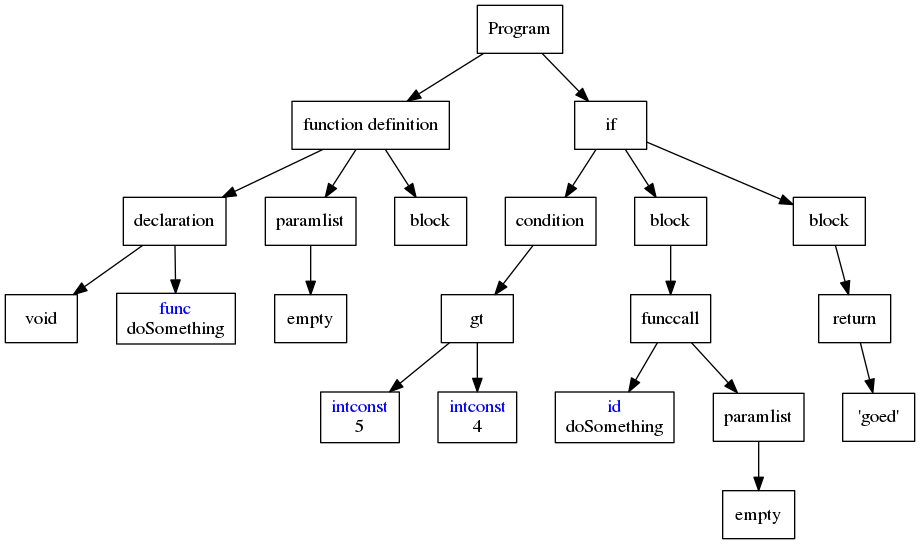 Program
function definition
if
declaration
paramlist
block
condition
block
block
void
func
doSomething
empty
gt
funccall
return
intconst
5
intconst
4
id
doSomething
paramlist
'goed'
empty